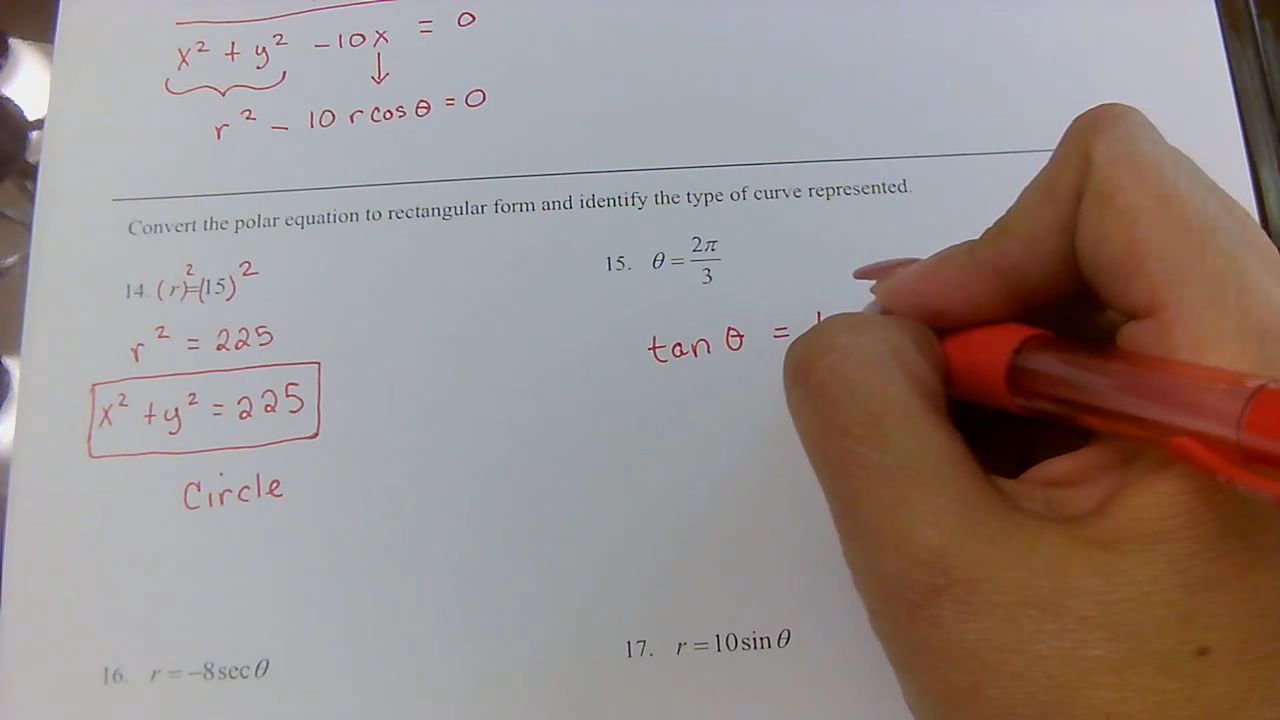 x² + y² - 10x = 0
r² - 10 r cos θ = 0
Convert the polar equation to rectangular form and identify the type of curve represented.
14. (r)² = (15)²
15. θ = 2π/3
r² = 225
tan θ =
x² + y² = 225
Circle
16. r = -8 sec θ
17. r = 10 sin θ